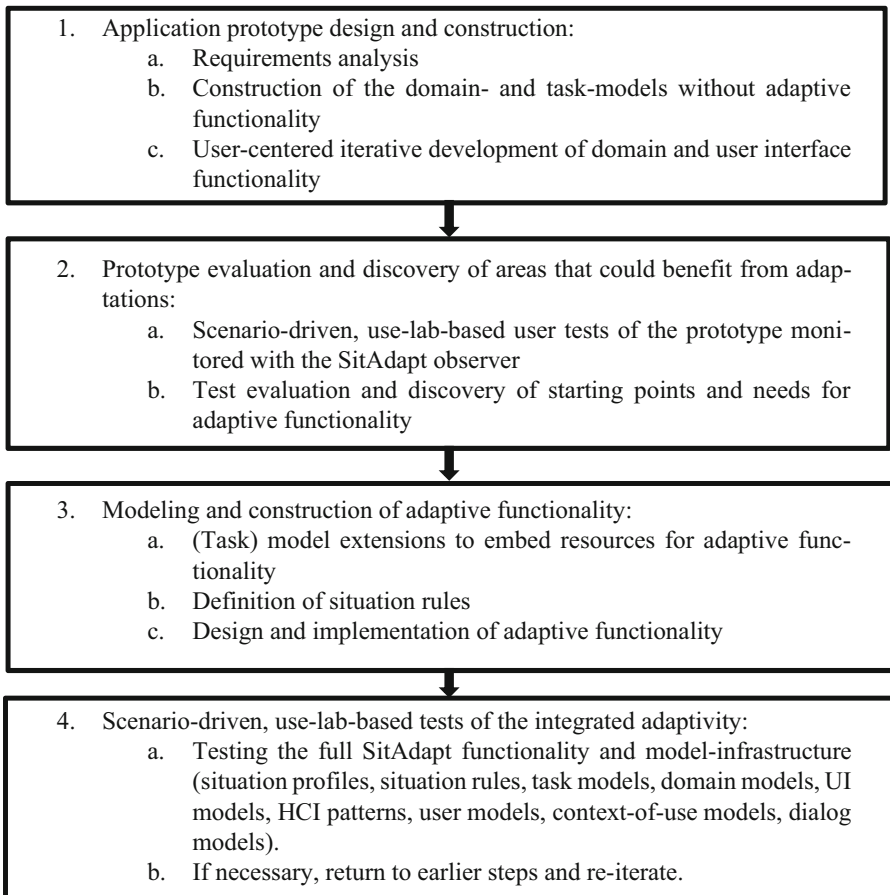 1. Application prototype design and construction:
a. Requirements analysis
b. Construction of the domain- and task-models without adaptive
functionality
c. User-centered iterative development of domain and user interface
functionality
2. Prototype evaluation and discovery of areas that could benefit from adap-
tations:
a. Scenario-driven, use-lab-based user tests of the prototype moni-
tored with the SitAdapt observer
b. Test evaluation and discovery of starting points and needs for
adaptive functionality
3. Modeling and construction of adaptive functionality:
a. (Task) model extensions to embed resources for adaptive func-
tionality
b. Definition of situation rules
c. Design and implementation of adaptive functionality
4. Scenario-driven, use-lab-based tests of the integrated adaptivity:
a. Testing the full SitAdapt functionality and model-infrastructure
(situation profiles, situation rules, task models, domain models, UI
models, HCI patterns, user models, context-of-use models, dialog
models).
b. If necessary, return to earlier steps and re-iterate.